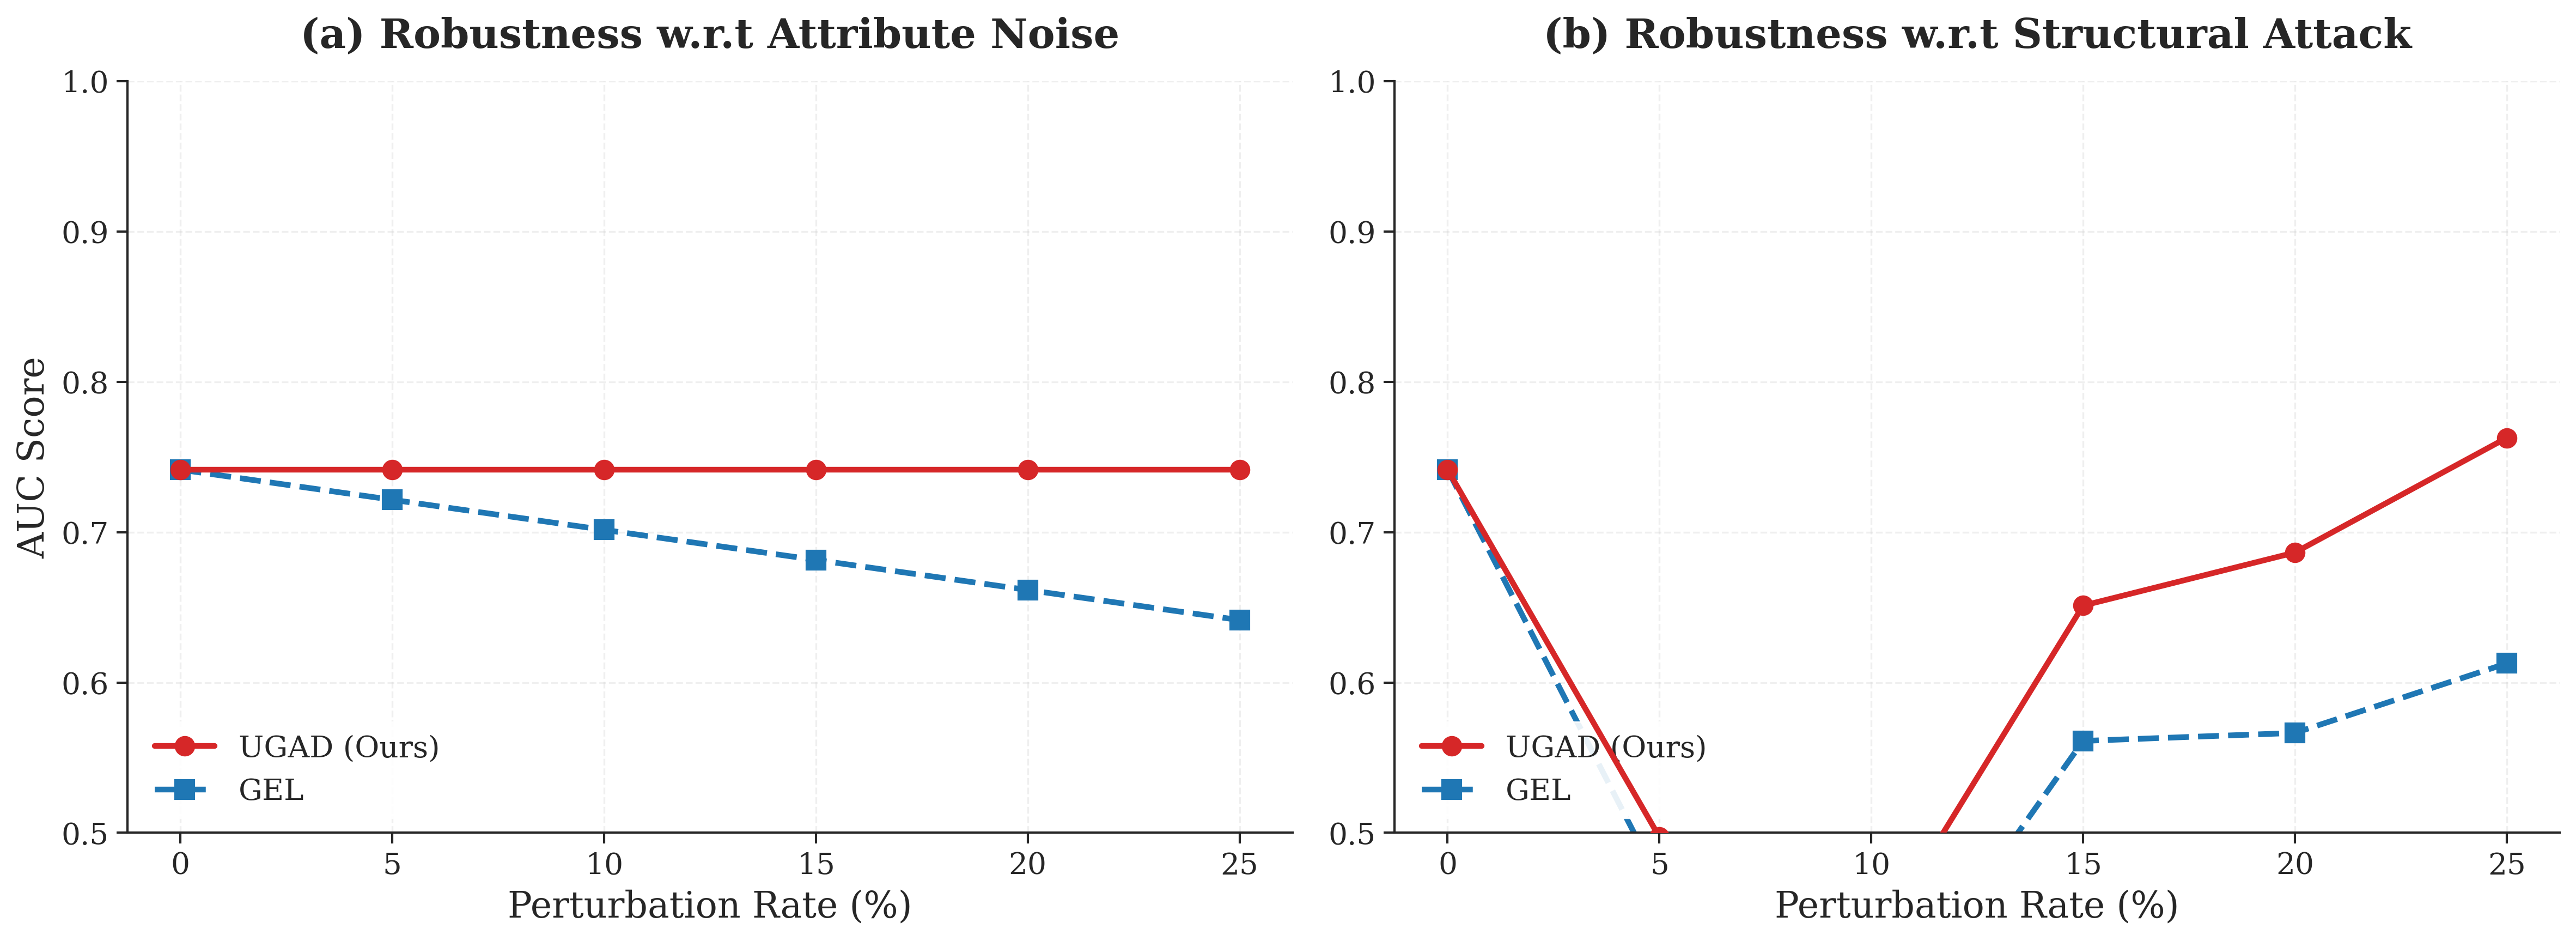 (a) Robustness w.r.t Attribute Noise
AUC Score
1.0
0.9
0.8
0.7
0.6
0.5
UGAD (Ours)
GEL
0 5 10 15 20 25
Perturbation Rate (%)
(b) Robustness w.r.t Structural Attack
1.0
0.9
0.8
0.7
0.6
0.5
UGAD (Ours)
GEL
0 5 10 15 20 25
Perturbation Rate (%)